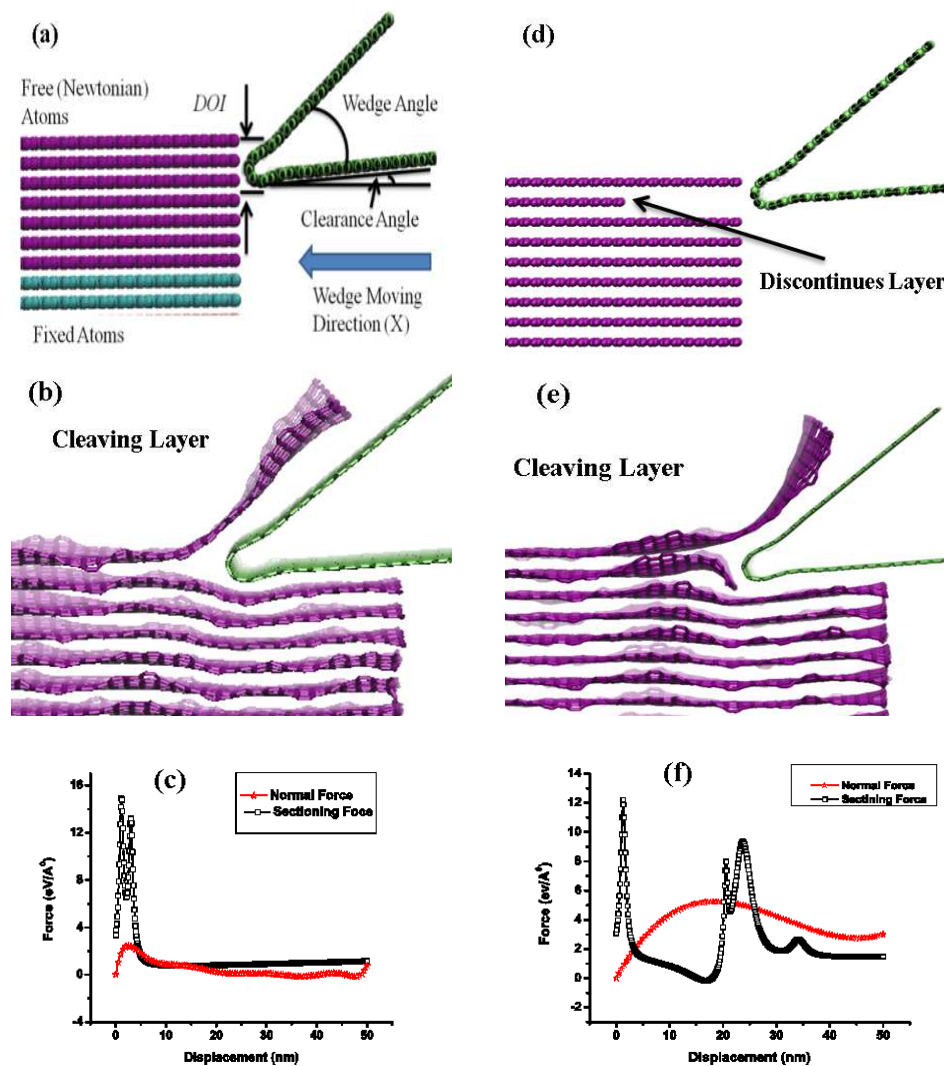 (a)
Free (Newtonian)
Atoms
DOI
Wedge Angle
Clearance Angle
Wedge Moving
Direction (X)
Fixed Atoms
(d)
Discontinues Layer
(b)
Cleaving Layer
(e)
Cleaving Layer
(c)
Normal Force
Sectioning Foce
Force (eV/A⁰)
16
12
8
4
0
0 10 20 30 40 50
Displacement (nm)
(f)
Normal Force
Sectining Force
Force (ev/A⁰)
14
12
10
8
6
4
2
0
-2
0 10 20 30 40 50
Displacement (nm)